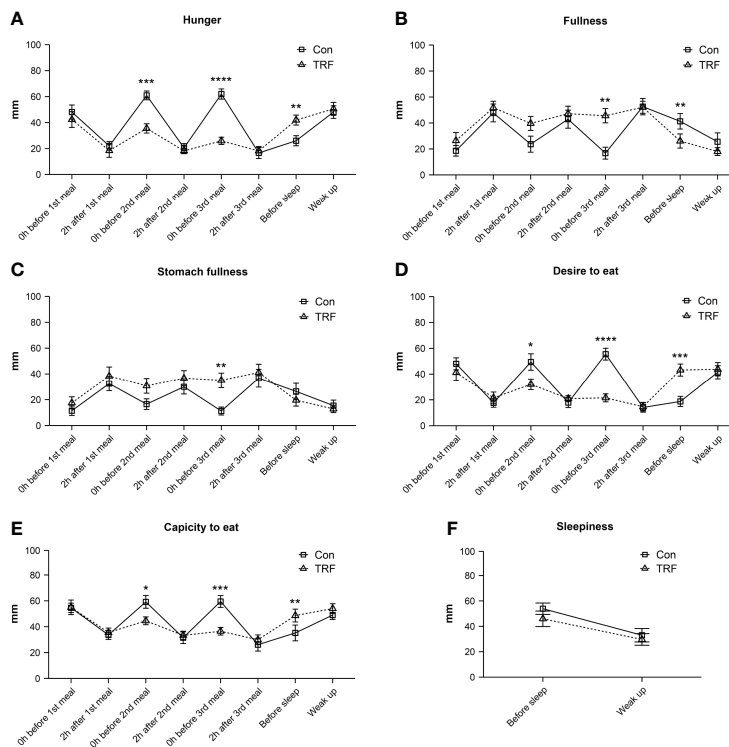 A
Hunger
100
80
60
40
20
0
mm
Con
TRF
***
****
**
0h before 1st meal
2h after 1st meal
0h before 2nd meal
2h after 2nd meal
0h before 3rd meal
2h after 3rd meal
Before sleep
Weak up
B
Fullness
100
80
60
40
20
0
mm
Con
TRF
**
**
0h before 1st meal
2h after 1st meal
0h before 2nd meal
2h after 2nd meal
0h before 3rd meal
2h after 3rd meal
Before sleep
Weak up
C
Stomach fullness
100
80
60
40
20
0
mm
Con
TRF
**
0h before 1st meal
2h after 1st meal
0h before 2nd meal
2h after 2nd meal
0h before 3rd meal
2h after 3rd meal
Before sleep
Weak up
D
Desire to eat
100
80
60
40
20
0
mm
Con
TRF
*
****
***
0h before 1st meal
2h after 1st meal
0h before 2nd meal
2h after 2nd meal
0h before 3rd meal
2h after 3rd meal
Before sleep
Weak up
E
Capicity to eat
100
80
60
40
20
0
mm
Con
TRF
*
***
**
0h before 1st meal
2h after 1st meal
0h before 2nd meal
2h after 2nd meal
0h before 3rd meal
2h after 3rd meal
Before sleep
Weak up
F
Sleepiness
100
80
60
40
20
0
mm
Con
TRF
Before sleep
Weak up